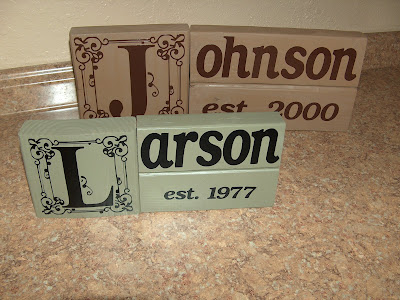 Johnson
est. 2000
Larson
est. 1977